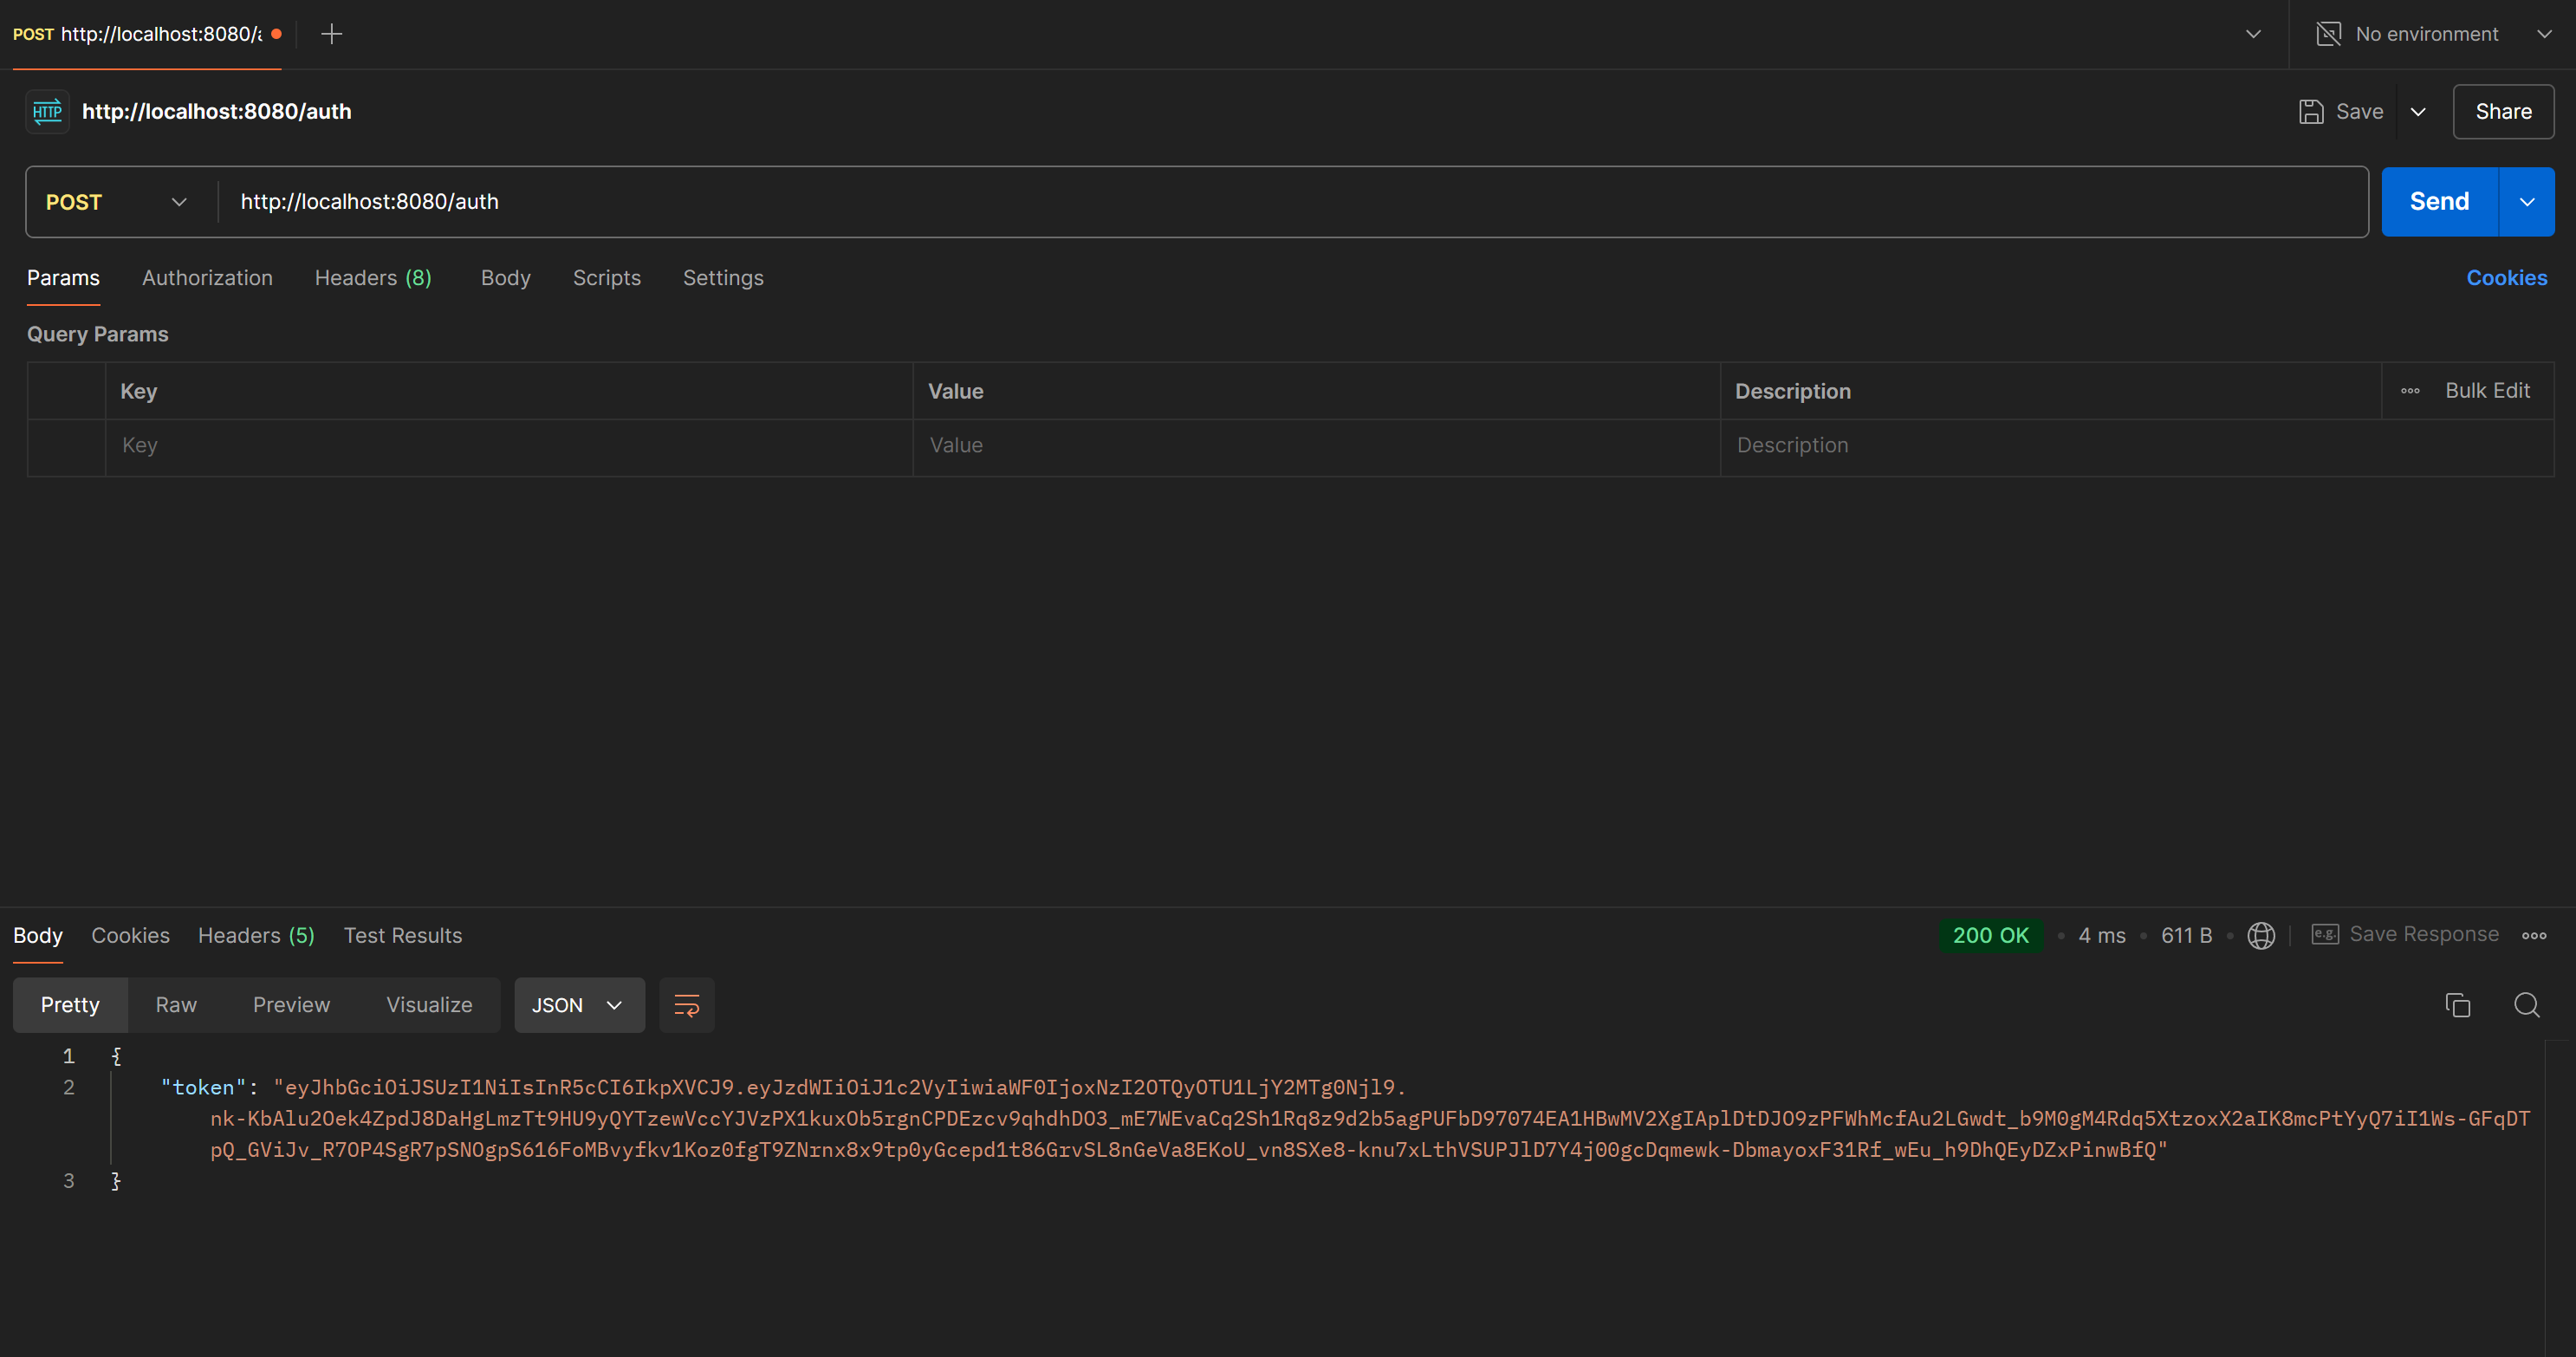 POST http://localhost:8080/a
No environment
HTTP http://localhost:8080/auth
Save
Share
POST http://localhost:8080/auth
Send
Params Authorization Headers (8) Body Scripts Settings
Cookies
Query Params
Key Value Description Bulk Edit
Key Value Description
Body Cookies Headers (5) Test Results
200 OK 4 ms 611 B e.g. Save Response
Pretty Raw Preview Visualize JSON
1 {
2 "token": "eyJhbGciOiJSUzI1NiIsInR5cCI6IkpXVCJ9.eyJzdWIiOiJ1c2VyIiwiaWF0IjoxNzI2OTQyOTU1LjY2MTg0Njl9.
nk-KbAlu2Oek4ZpdJ8DaHgLmzTt9HU9yQYTzewVccYJVzPX1kuxOb5rgnCPDEzcv9qhdhDO3_mE7WEvaCq2Sh1Rq8z9d2b5agPUFbD97074EA1HBwMV2XgIAplDtDJO9zPFWhMcfAu2LGwdt_b9M0gM4Rdq5XtzoxX2aIK8mcPtYyQ7iI1Ws-GFqDT
pQ_GViJv_R7OP4SgR7pSNOgpS616FoMBvyfkv1Koz0fgT9ZNrnx8x9tp0yGcepd1t86GrvSL8nGeVa8EKoU_vn8SXe8-knu7xLthVSUPJlD7Y4j00gcDqmewk-DbmayoxF31Rf_wEu_h9DhQEyDZxPinwBfQ"
3 }